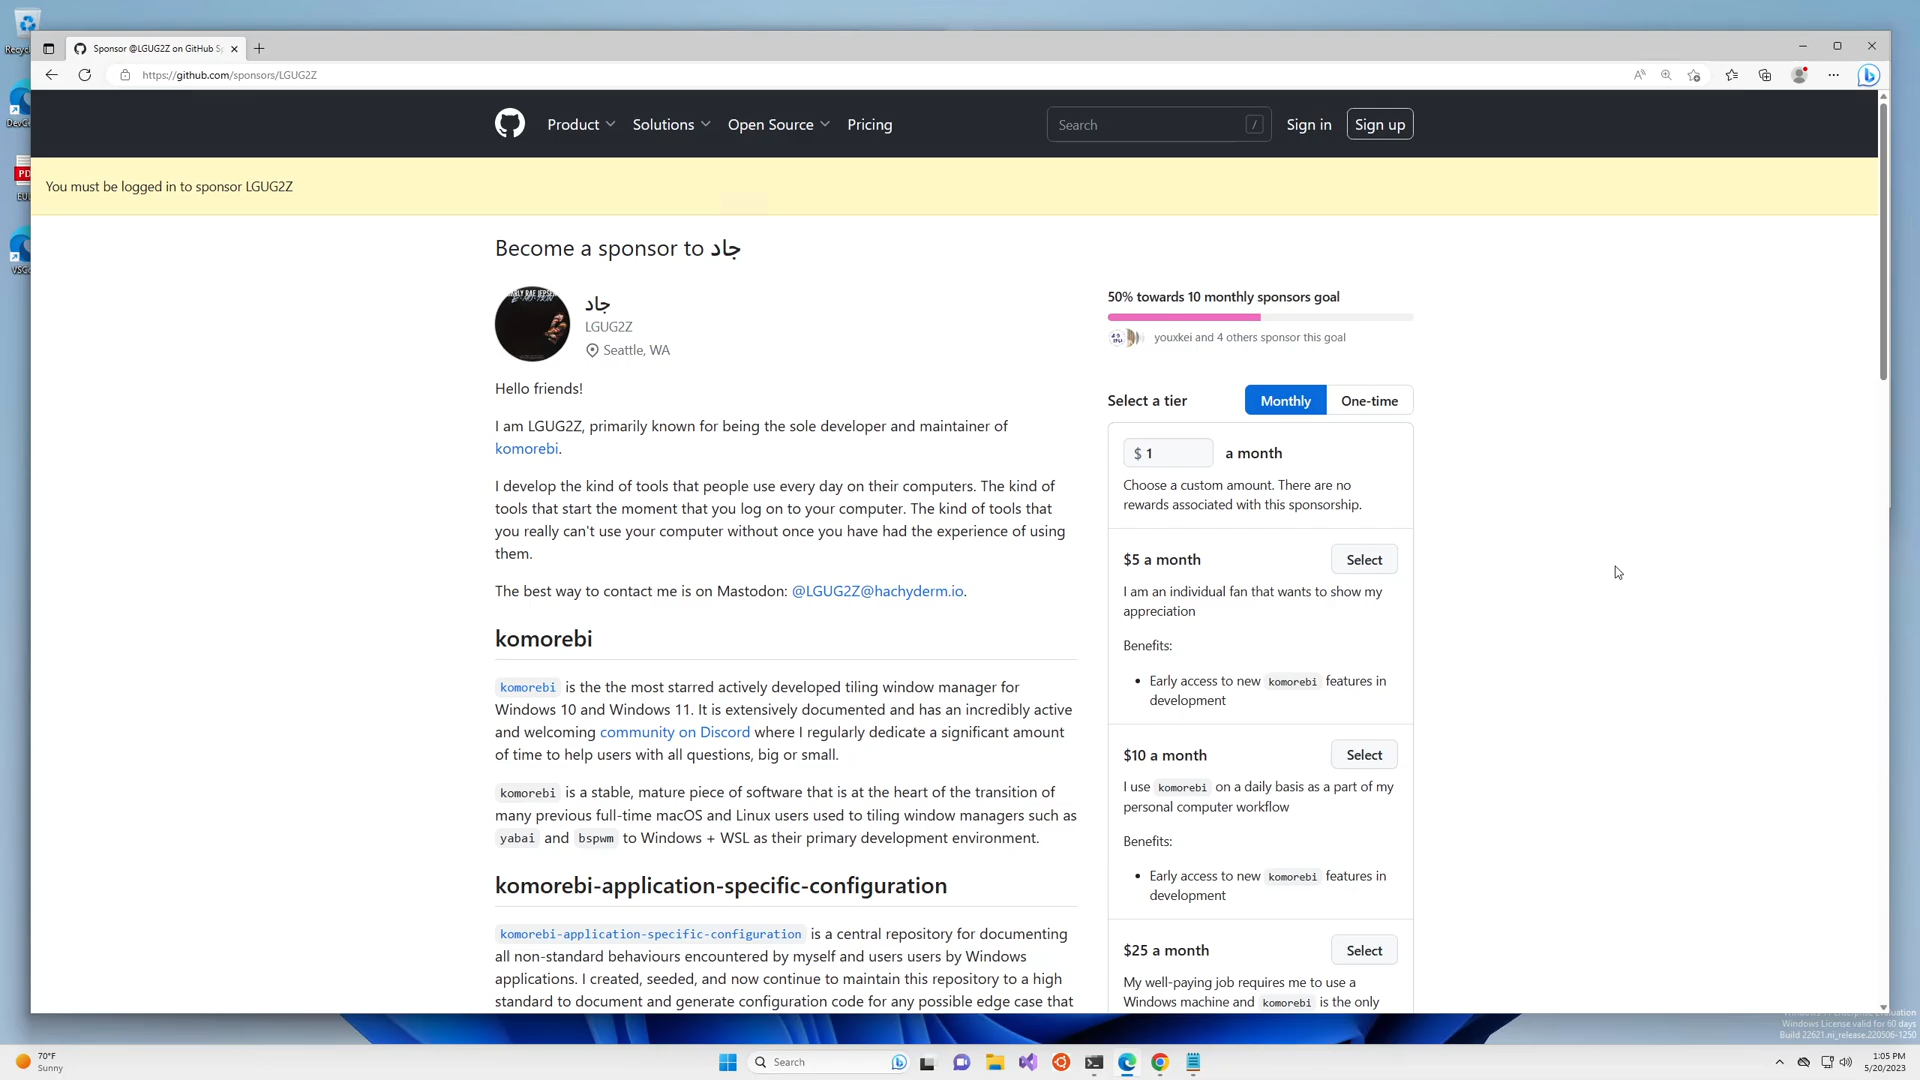 Recyc
Sponsor @LGUG2Z on GitHub Sp
https://github.com/sponsors/LGUG2Z
Product
Solutions
Open Source
Pricing
Search
/
Sign in
Sign up
You must be logged in to sponsor LGUG2Z
Become a sponsor to جاد
جاد
LGUG2Z
Seattle, WA
Hello friends!
I am LGUG2Z, primarily known for being the sole developer and maintainer of
komorebi.
I develop the kind of tools that people use every day on their computers. The kind of
tools that start the moment that you log on to your computer. The kind of tools that
you really can't use your computer without once you have had the experience of using
them.
The best way to contact me is on Mastodon: @LGUG2Z@hachyderm.io.
komorebi
komorebi is the the most starred actively developed tiling window manager for
Windows 10 and Windows 11. It is extensively documented and has an incredibly active
and welcoming community on Discord where I regularly dedicate a significant amount
of time to help users with all questions, big or small.
komorebi is a stable, mature piece of software that is at the heart of the transition of
many previous full-time macOS and Linux users used to tiling window managers such as
yabai and bspwm to Windows + WSL as their primary development environment.
komorebi-application-specific-configuration
komorebi-application-specific-configuration is a central repository for documenting
all non-standard behaviours encountered by myself and users users by Windows
applications. I created, seeded, and now continue to maintain this repository to a high
standard to document and generate configuration code for any possible edge case that
50% towards 10 monthly sponsors goal
youxkei and 4 others sponsor this goal
Select a tier
Monthly
One-time
$ 1 a month
Choose a custom amount. There are no
rewards associated with this sponsorship.
$5 a month
Select
I am an individual fan that wants to show my
appreciation
Benefits:
• Early access to new komorebi features in
development
$10 a month
Select
I use komorebi on a daily basis as a part of my
personal computer workflow
Benefits:
• Early access to new komorebi features in
development
$25 a month
Select
My well-paying job requires me to use a
Windows machine and komorebi is the only
Windows License valid for 60 days
Build 22621.ni_release.220506-1250
70°F
Sunny
Search
1:05 PM
5/20/2023